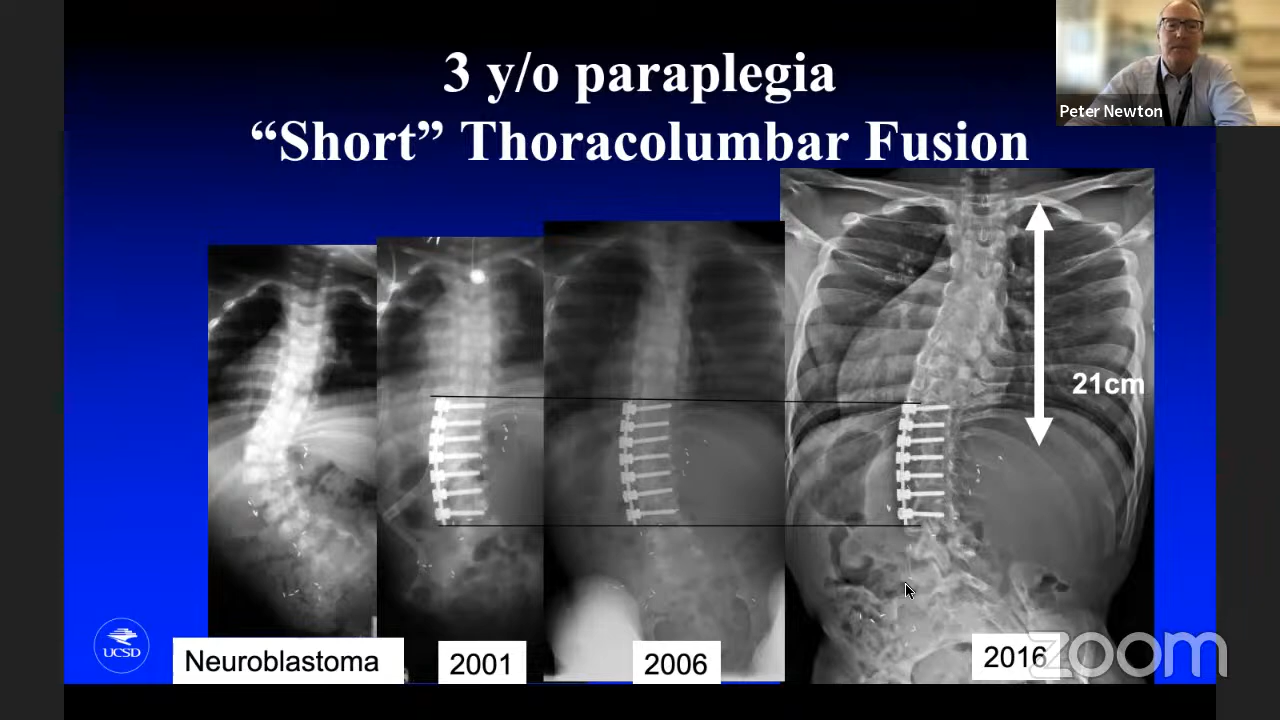 3 y/o paraplegia
“Short” Thoracolumbar Fusion
Peter Newton
21cm
UCSD
Neuroblastoma
2001
2006
2016
zoom